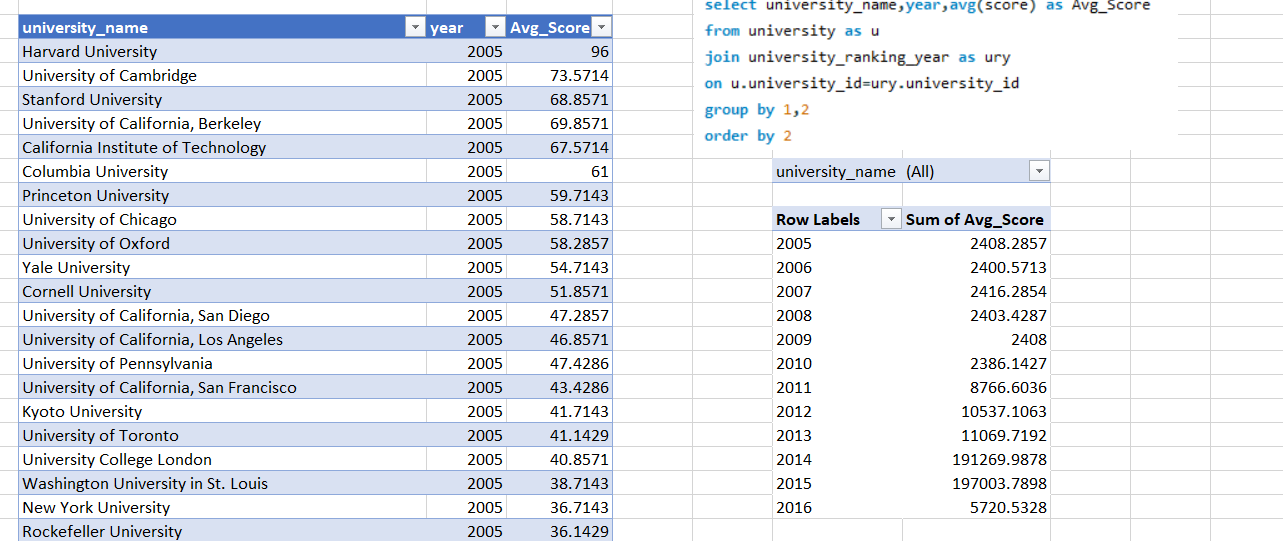 university_name year Avg_Score
Harvard University 2005 96
University of Cambridge 2005 73.5714
Stanford University 2005 68.8571
University of California, Berkeley 2005 69.8571
California Institute of Technology 2005 67.5714
Columbia University 2005 61
Princeton University 2005 59.7143
University of Chicago 2005 58.7143
University of Oxford 2005 58.2857
Yale University 2005 54.7143
Cornell University 2005 51.8571
University of California, San Diego 2005 47.2857
University of California, Los Angeles 2005 46.8571
University of Pennsylvania 2005 47.4286
University of California, San Francisco 2005 43.4286
Kyoto University 2005 41.7143
University of Toronto 2005 41.1429
University College London 2005 40.8571
Washington University in St. Louis 2005 38.7143
New York University 2005 36.7143
Rockefeller University 2005 36.1429
select university_name,year,avg(score) as Avg_Score
from university as u
join university_ranking_year as ury
on u.university_id=ury.university_id
group by 1,2
order by 2
university_name (All)
Row Labels Sum of Avg_Score
2005 2408.2857
2006 2400.5713
2007 2416.2854
2008 2403.4287
2009 2408
2010 2386.1427
2011 8766.6036
2012 10537.1063
2013 11069.7192
2014 191269.9878
2015 197003.7898
2016 5720.5328